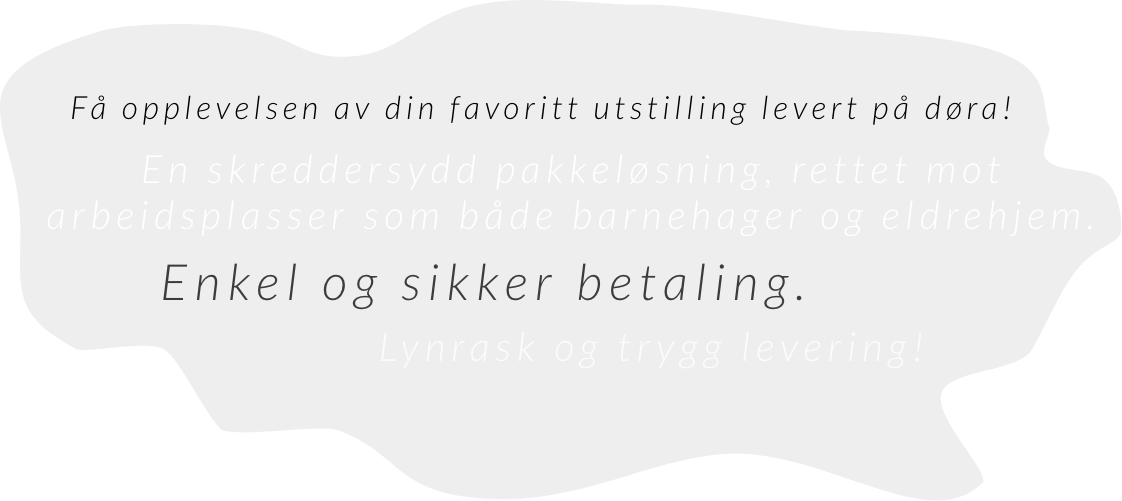 Få opplevelsen av din favoritt utstilling levert på døra!
En skreddersydd pakkeløsning, rettet mot
arbeidsplasser som både barnehager og eldrehjem.
Enkel og sikker betaling.
Lynrask og trygg levering!